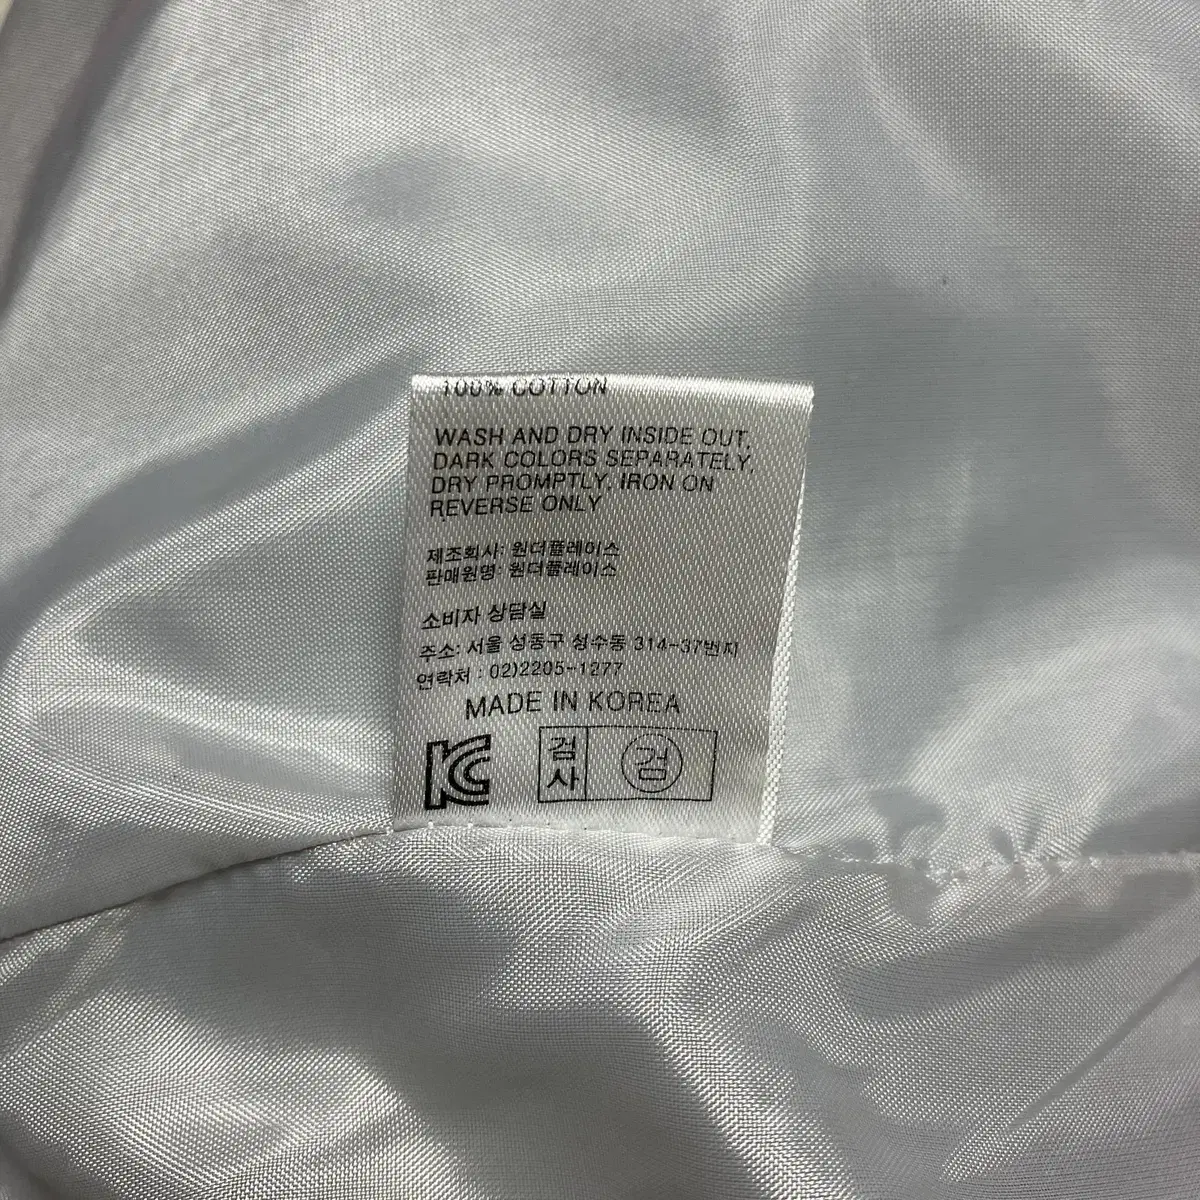 100% COTTON
WASH AND DRY INSIDE OUT,
DARK COLORS SEPARATELY,
DRY PROMPTLY, IRON ON
REVERSE ONLY
제조회사: 원더플레이스
판매원명: 원더플레이스
소비자 상담실
주소: 서울 성동구 성수동 314-37번지
연락처 : 02)2205-1277
MADE IN KOREA
KC 검사 검